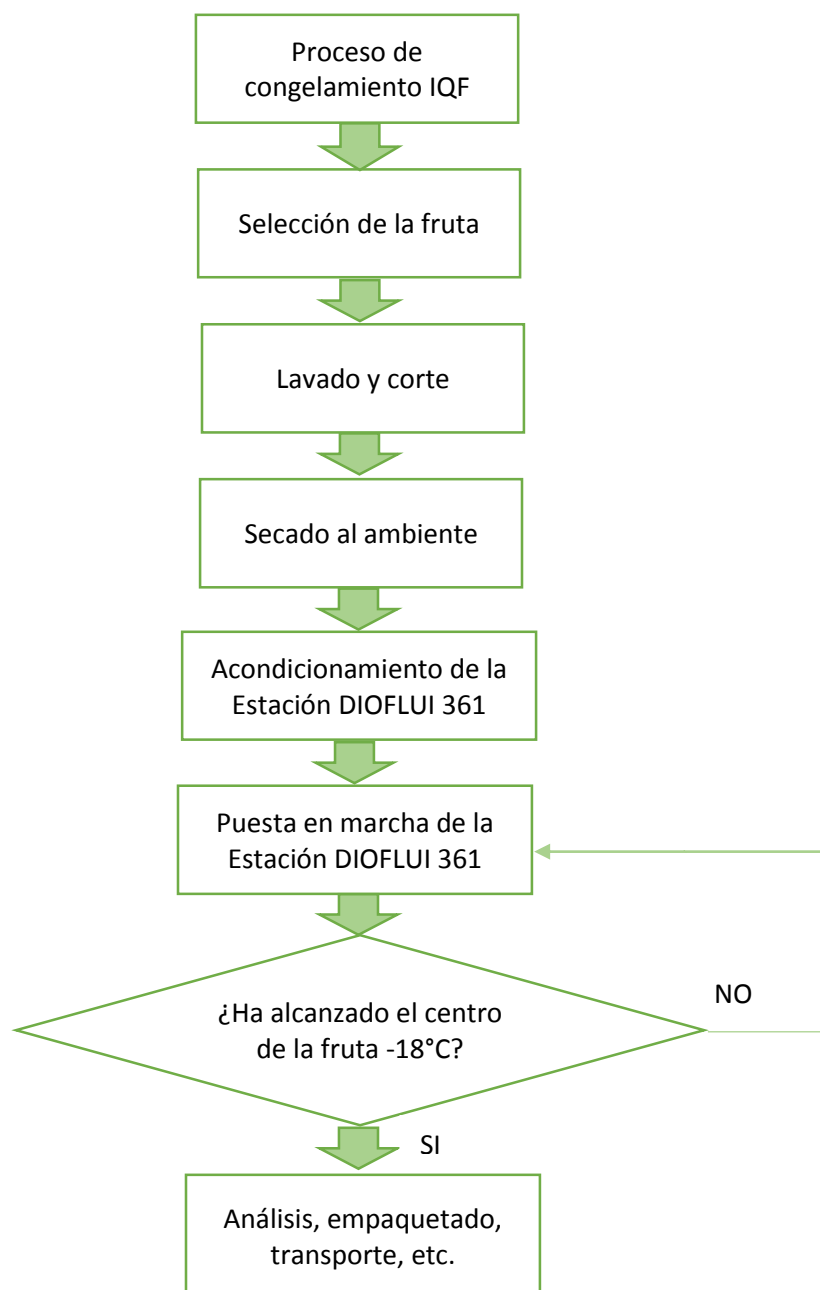 Proceso de
congelamiento IQF
Selección de la fruta
Lavado y corte
Secado al ambiente
Acondicionamiento de la
Estación DIOFLUI 361
Puesta en marcha de la
Estación DIOFLUI 361
¿Ha alcanzado el centro
de la fruta -18°C?
NO
SI
Análisis, empaquetado,
transporte, etc.